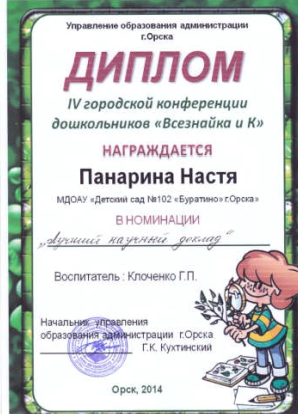 Управление образования администрации
г.Орска
ДИПЛОМ
IV городской конференции
дошкольников «Всезнайка и К»
НАГРАЖДАЕТСЯ
Панарина Настя
МДОАУ «Детский сад №102 «Буратино» г.Орска»
В НОМИНАЦИИ
„Лучший научный доклад"
Воспитатель : Клоченко Г.П.
Начальник управления
образования администрации г.Орска
Г.К. Кухтинский
Орск, 2014